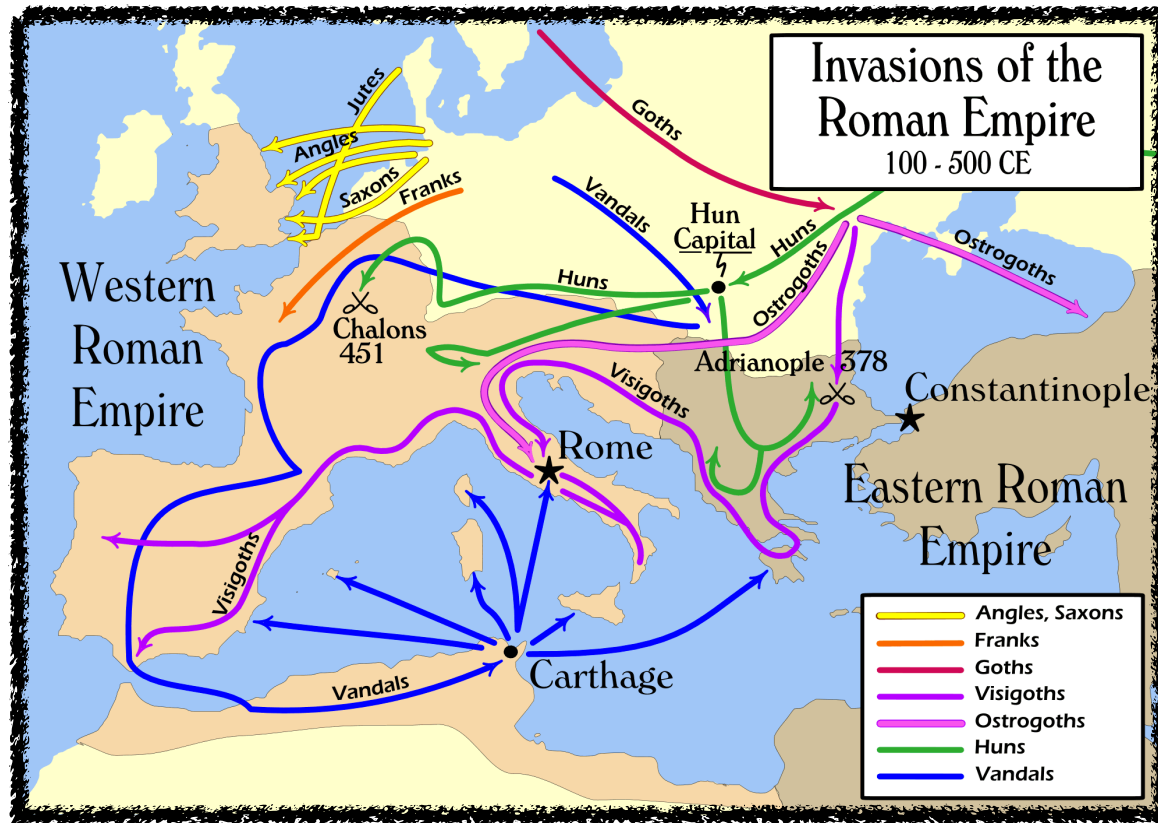 Invasions of the
Roman Empire
100 - 500 CE
Jutes
Angles
Saxons
Franks
Goths
Vandals
Hun
Capital
Huns
Ostrogoths
Ostrogoths
Huns
Western
Roman
Empire
Chalons
451
Adrianople 378
Constantinople
Visigoths
Rome
Eastern Roman
Empire
Visigoths
Vandals
Carthage
Angles, Saxons
Franks
Goths
Visigoths
Ostrogoths
Huns
Vandals